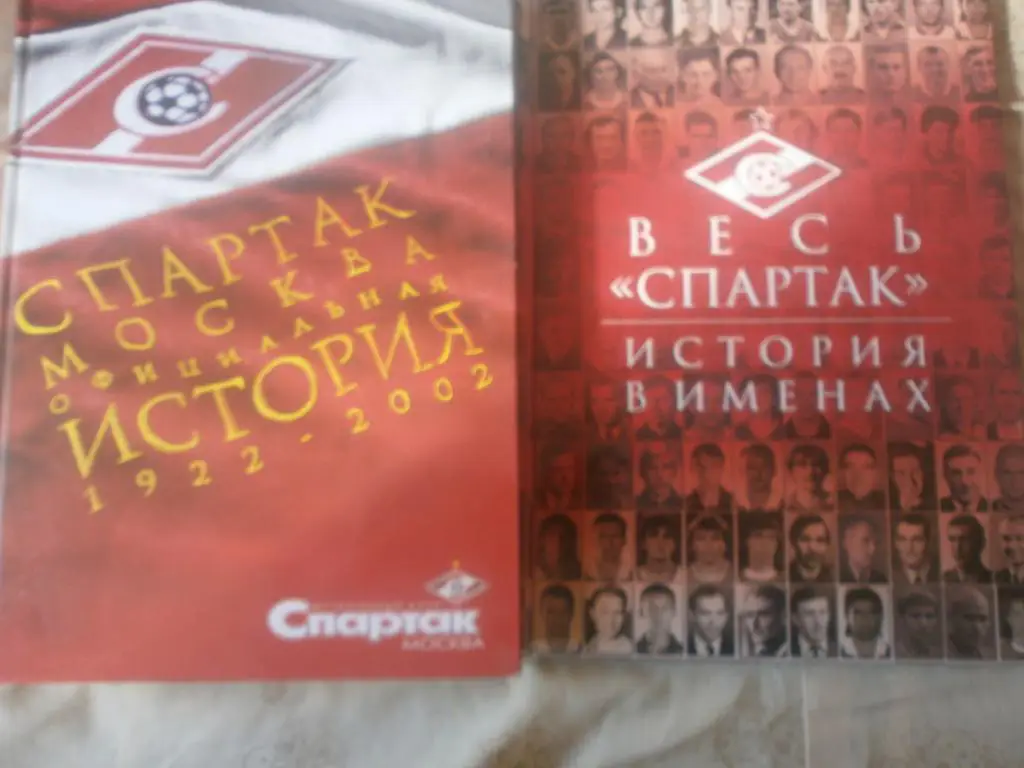 СПАРТАК
МОСКВА
ОФИЦИАЛЬНАЯ
ИСТОРИЯ
1922-2002
Спартак
МОСКВА
ВЕСЬ
«СПАРТАК»
ИСТОРИЯ
В ИМЕНАХ